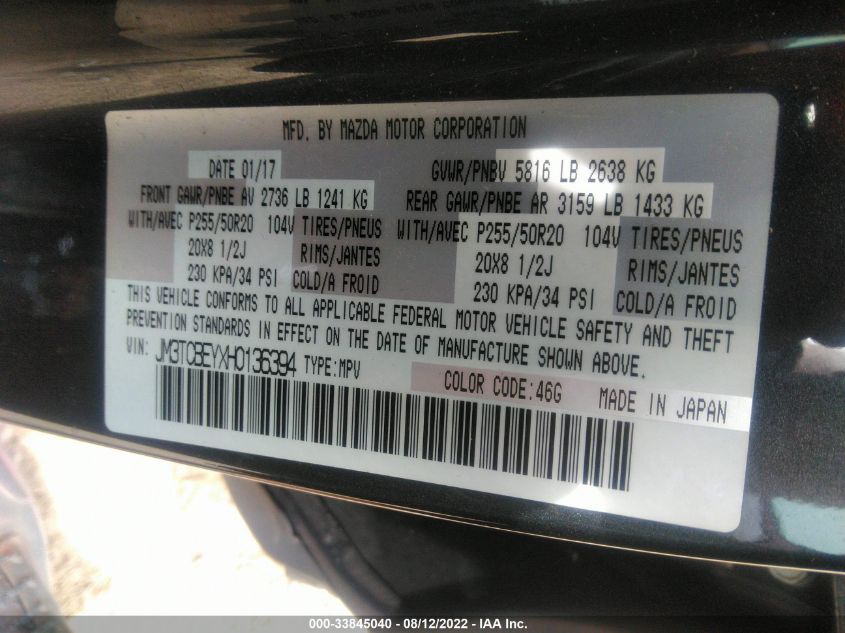 MFD. BY MAZDA MOTOR CORPORATION
DATE 01/17 GVWR/PNBV 5816 LB 2638 KG
FRONT GAWR/PNBE AV 2736 LB 1241 KG REAR GAWR/PNBE AR 3159 LB 1433 KG
WITH/AVEC P255/50R20 104V TIRES/PNEUS WITH/AVEC P255/50R20 104V TIRES/PNEUS
20X8 1/2J RIMS/JANTES 20X8 1/2J RIMS/JANTES
230 KPA/34 PSI COLD/A FROID 230 KPA/34 PSI COLD/A FROID
THIS VEHICLE CONFORMS TO ALL APPLICABLE FEDERAL MOTOR VEHICLE SAFETY AND THEFT
PREVENTION STANDARDS IN EFFECT ON THE DATE OF MANUFACTURE SHOWN ABOVE.
VIN: JM3TCBEYXH0136394 TYPE:MPV
COLOR CODE:46G MADE IN JAPAN
000-33845040 - 08/12/2022 - IAA Inc.